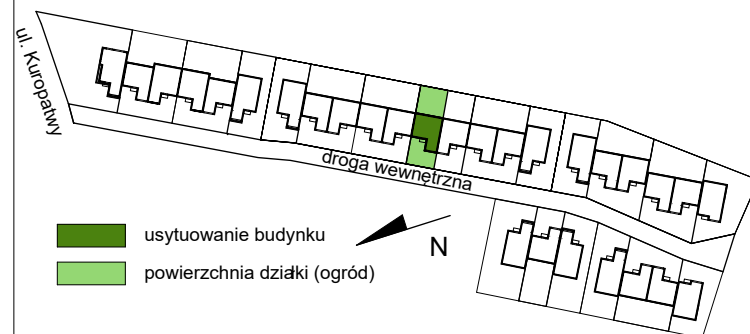 ul. Kuropatwy
droga wewnętrzna
usytuowanie budynku
N
powierzchnia działki (ogród)